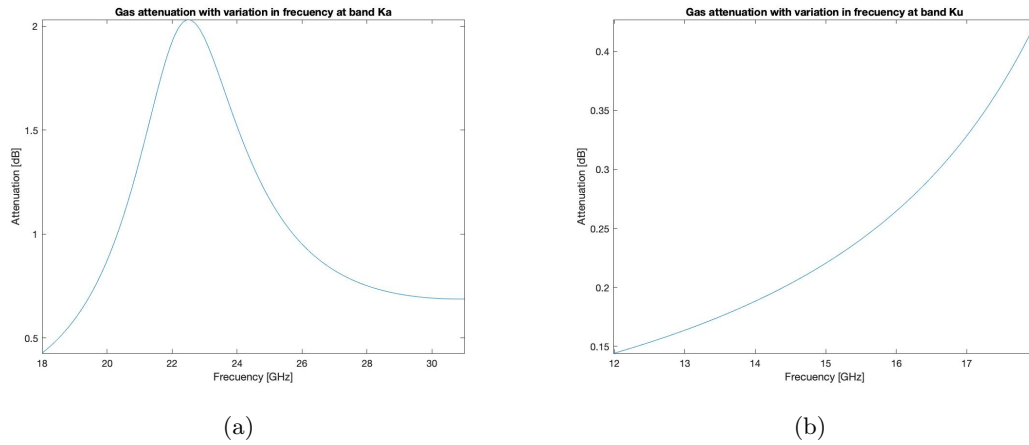 Gas attenuation with variation in frecuency at band Ka
2
1.5
1
0.5
Attenuation [dB]
18 20 22 24 26 28 30
Frecuency [GHz]
(a)
Gas attenuation with variation in frecuency at band Ku
0.4
0.35
0.3
0.25
0.2
0.15
Attenuation [dB]
12 13 14 15 16 17
Frecuency [GHz]
(b)